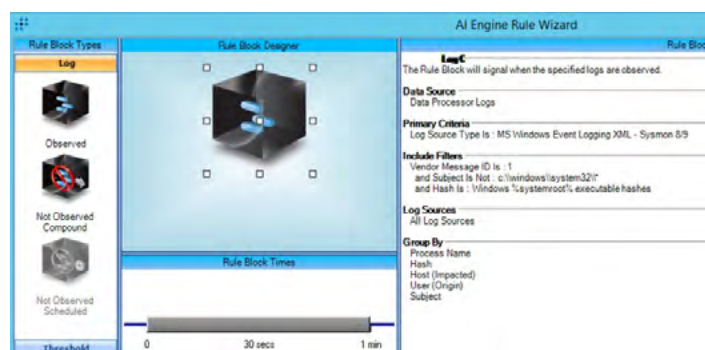 AI Engine Rule Wizard
Rule Block Types
Rule Block Designer
Rule Bloc
Log
Log C
The Rule Block will signal when the specified logs are observed.
Data Source
Data Processor Logs
Primary Criteria
Log Source Type Is : MS Windows Event Logging XML - Sysmon 8/9
Observed
Include Filters
Vendor Message ID Is : 1
and Subject Is Not : c:\\windows\\system32\\*
and Hash Is : Windows %systemroot% executable hashes
Not Observed
Compound
Log Sources
All Log Sources
Group By
Process Name
Hash
Host (Impacted)
User (Origin)
Subject
Rule Block Times
Not Observed
Scheduled
Threshold
0
30 secs
1 min